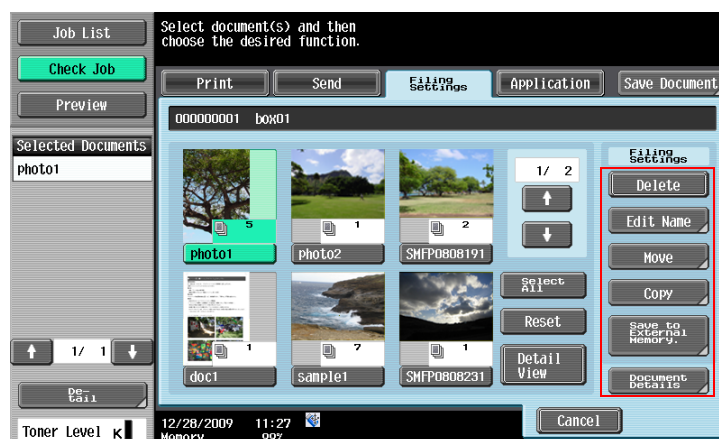 Job List
Check Job
Preview
Selected Documents
photo1
1/ 1
De-
tail
Toner Level K
Select document(s) and then
choose the desired function.
Print
Send
Filing
Settings
Application
Save Document
000000001 box01
5
photo1
1
photo2
2
SMFP0808191
1
doc1
7
sample1
1
SMFP0808231
1/ 2
Select
All
Reset
Detail
View
Filing
Settings
Delete
Edit Name
Move
Copy
Save to
External
Memory.
Document
Details
12/28/2009 11:27
Memory 99%
Cancel